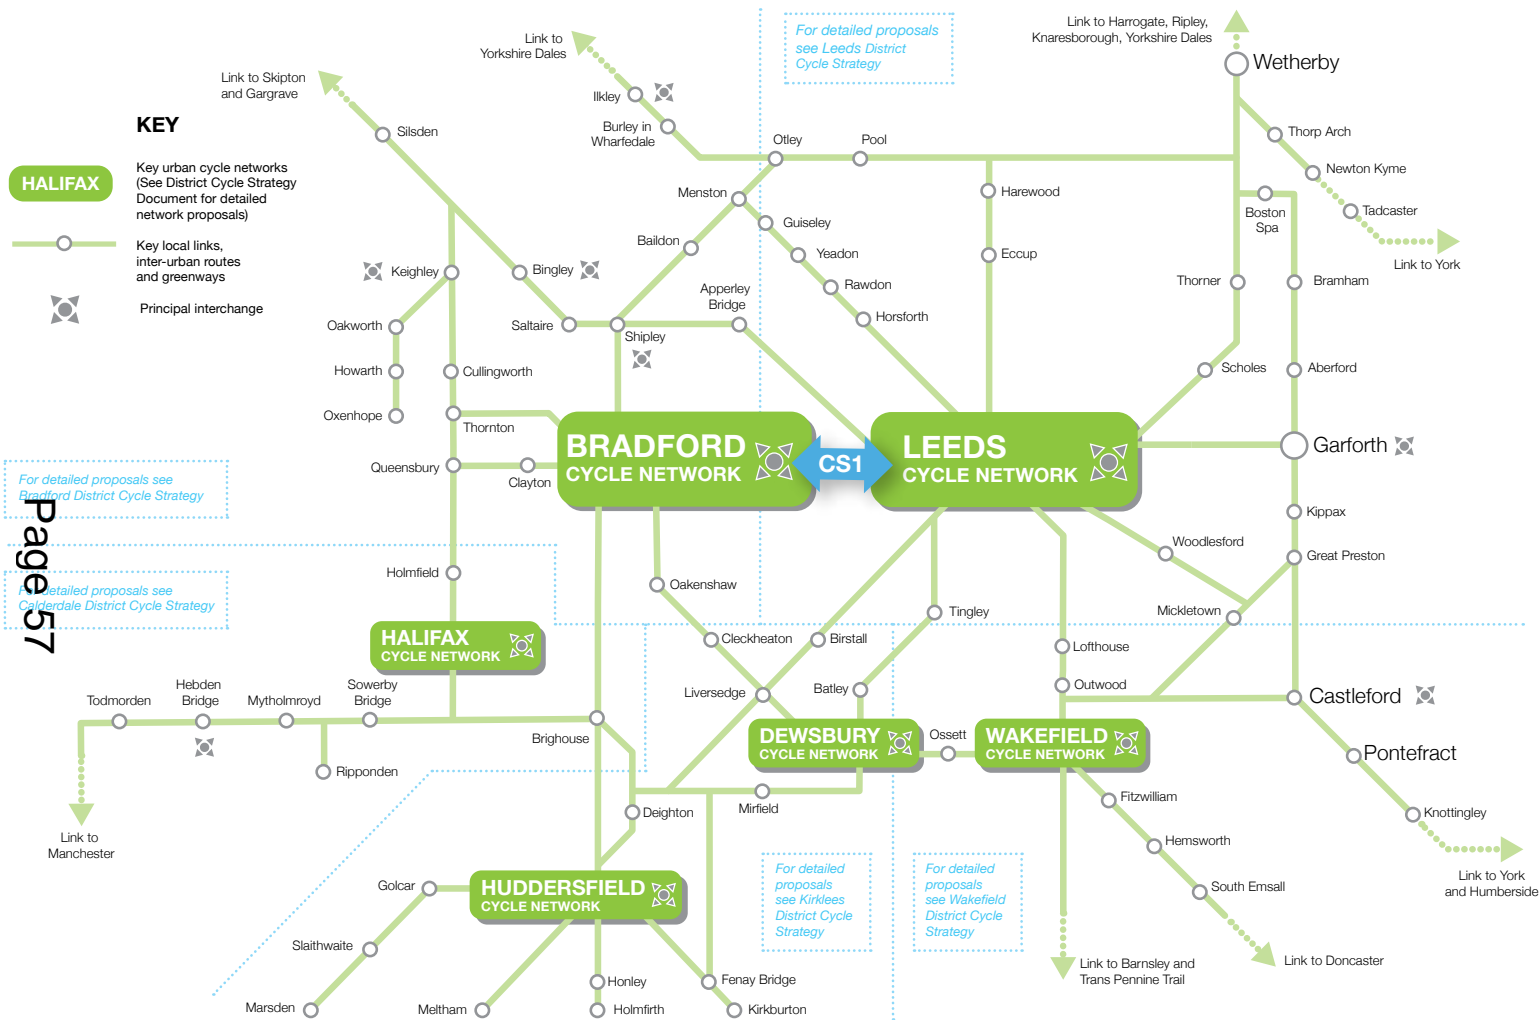 Link to Harrogate, Ripley,
Knaresborough, Yorkshire Dales
For detailed proposals
see Leeds District
Cycle Strategy
Link to
Yorkshire Dales
Wetherby
Link to Skipton
and Gargrave
Ilkley
KEY
Burley in
Wharfedale
Silsden
Otley
Pool
Thorp Arch
HALIFAX
Key urban cycle networks
(See District Cycle Strategy
Document for detailed
network proposals)
Newton Kyme
Menston
Harewood
Tadcaster
Boston
Spa
Guiseley
Key local links,
inter-urban routes
and greenways
Baildon
Yeadon
Eccup
Link to York
Keighley
Bingley
Thorner
Bramham
Rawdon
Apperley
Bridge
Principal interchange
Horsforth
Oakworth
Saltaire
Shipley
Howarth
Cullingworth
Scholes
Aberford
Oxenhope
Thornton
BRADFORD
CYCLE NETWORK
CS1
LEEDS
CYCLE NETWORK
Garforth
Queensbury
Clayton
For detailed proposals see
Bradford District Cycle Strategy
Page 57
Kippax
Woodlesford
Great Preston
Holmfield
Oakenshaw
For detailed proposals see
Calderdale District Cycle Strategy
Tingley
Mickletown
HALIFAX
CYCLE NETWORK
Cleckheaton
Birstall
Lofthouse
Outwood
Todmorden
Hebden
Bridge
Mytholmroyd
Sowerby
Bridge
Liversedge
Batley
Castleford
Brighouse
DEWSBURY
CYCLE NETWORK
Ossett
WAKEFIELD
CYCLE NETWORK
Pontefract
Ripponden
Fitzwilliam
Deighton
Mirfield
Knottingley
Link to
Manchester
Hemsworth
For detailed
proposals
see Kirklees
District Cycle
Strategy
For detailed
proposals
see Wakefield
District Cycle
Strategy
Link to York
and Humberside
Golcar
HUDDERSFIELD
CYCLE NETWORK
South Emsall
Slaithwaite
Link to Barnsley and
Trans Pennine Trail
Link to Doncaster
Honley
Fenay Bridge
Marsden
Meltham
Holmfirth
Kirkburton